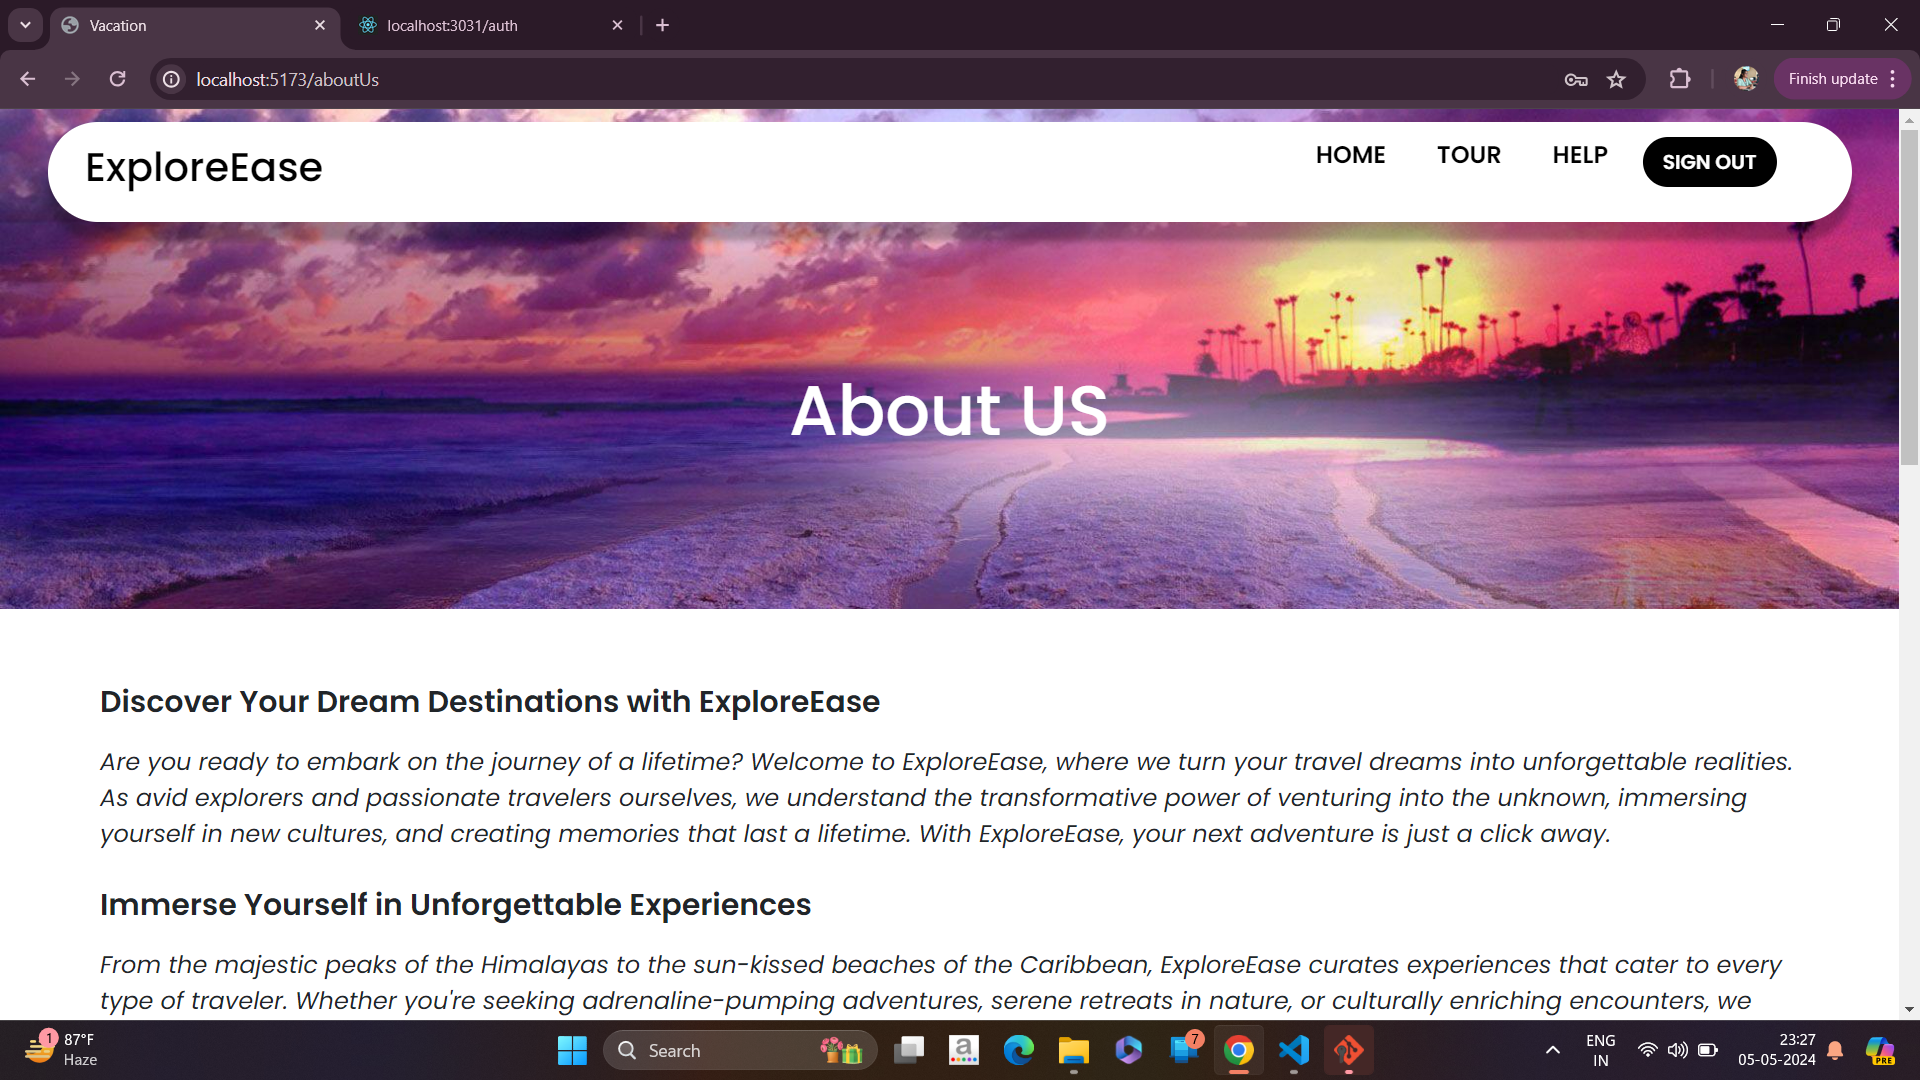 Vacation
localhost:3031/auth
localhost:5173/aboutUs
Finish update
ExploreEase
HOME
TOUR
HELP
SIGN OUT
About US
Discover Your Dream Destinations with ExploreEase
Are you ready to embark on the journey of a lifetime? Welcome to ExploreEase, where we turn your travel dreams into unforgettable realities.
As avid explorers and passionate travelers ourselves, we understand the transformative power of venturing into the unknown, immersing
yourself in new cultures, and creating memories that last a lifetime. With ExploreEase, your next adventure is just a click away.
Immerse Yourself in Unforgettable Experiences
From the majestic peaks of the Himalayas to the sun-kissed beaches of the Caribbean, ExploreEase curates experiences that cater to every
type of traveler. Whether you're seeking adrenaline-pumping adventures, serene retreats in nature, or culturally enriching encounters, we
1
87°F
Haze
Search
a
7
ENG
IN
23:27
05-05-2024
PRE